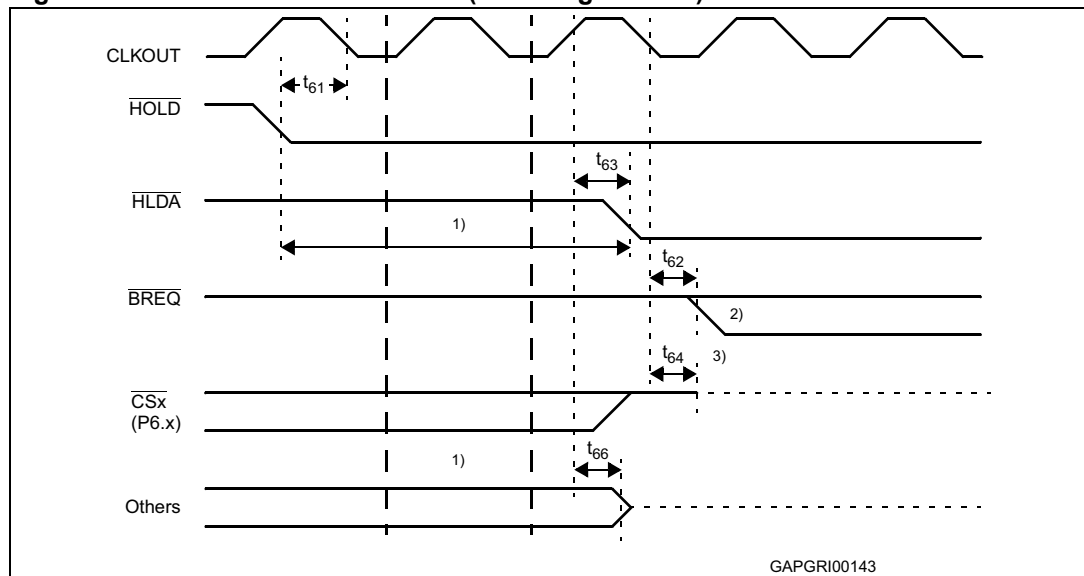 CLKOUT
t61
HOLD
t63
HLDA
1)
t62
BREQ
2)
t64
3)
CSx
(P6.x)
1)
t66
Others
GAPGRI00143